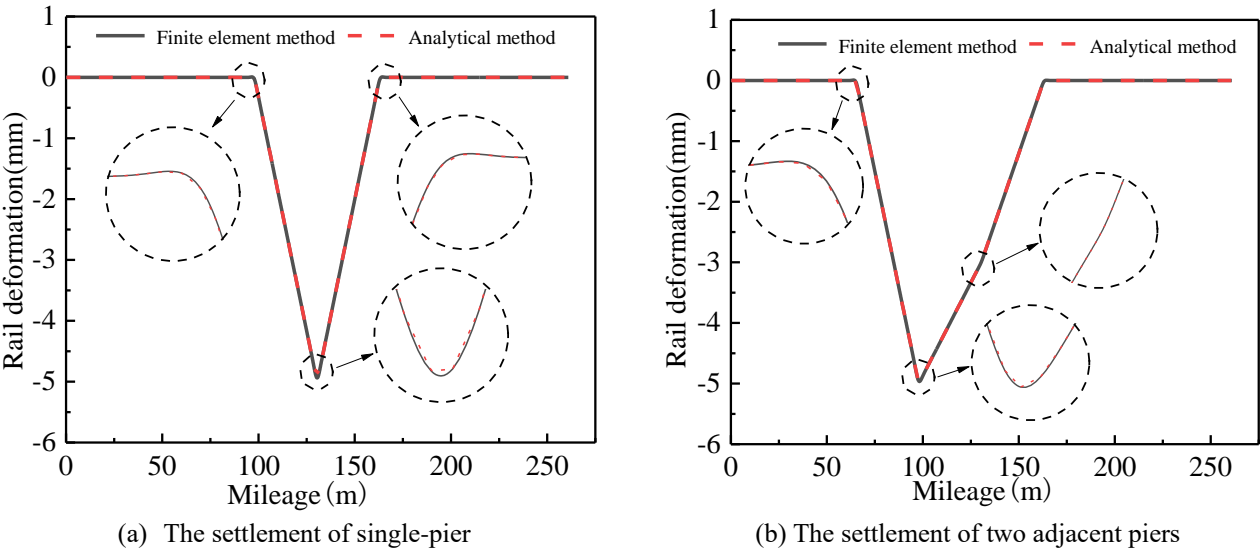 1
0
-1
-2
-3
-4
-5
-6
Rail deformation(mm)
Finite element method
Analytical method
0 50 100 150 200 250
Mileage（m）
(a) The settlement of single-pier
1
0
-1
-2
-3
-4
-5
-6
Rail deformation(mm)
Finite element method
Analytical method
0 50 100 150 200 250
Mileage（m）
(b) The settlement of two adjacent piers